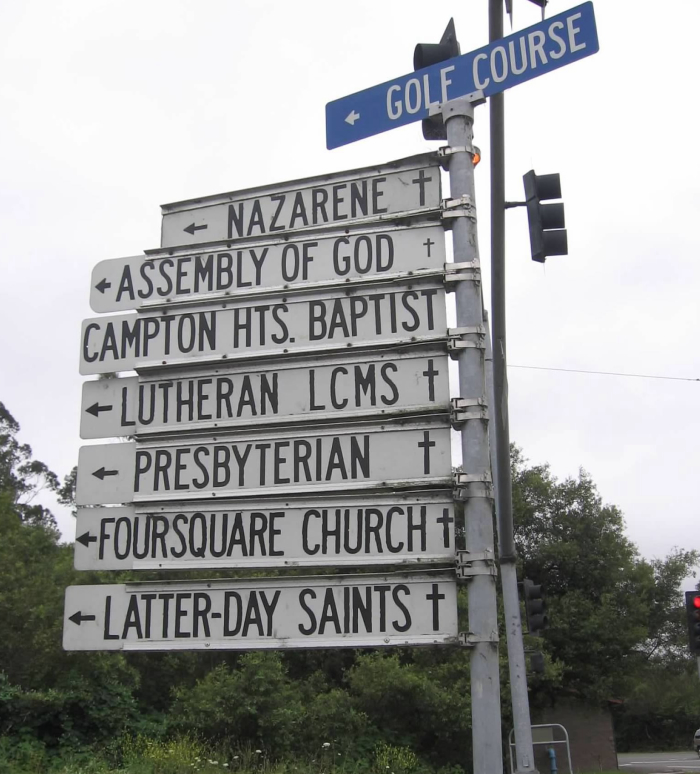 GOLF COURSE
NAZARENE
ASSEMBLY OF GOD
CAMPTON HTS. BAPTIST
LUTHERAN LCMS
PRESBYTERIAN
FOURSQUARE CHURCH
LATTER-DAY SAINTS